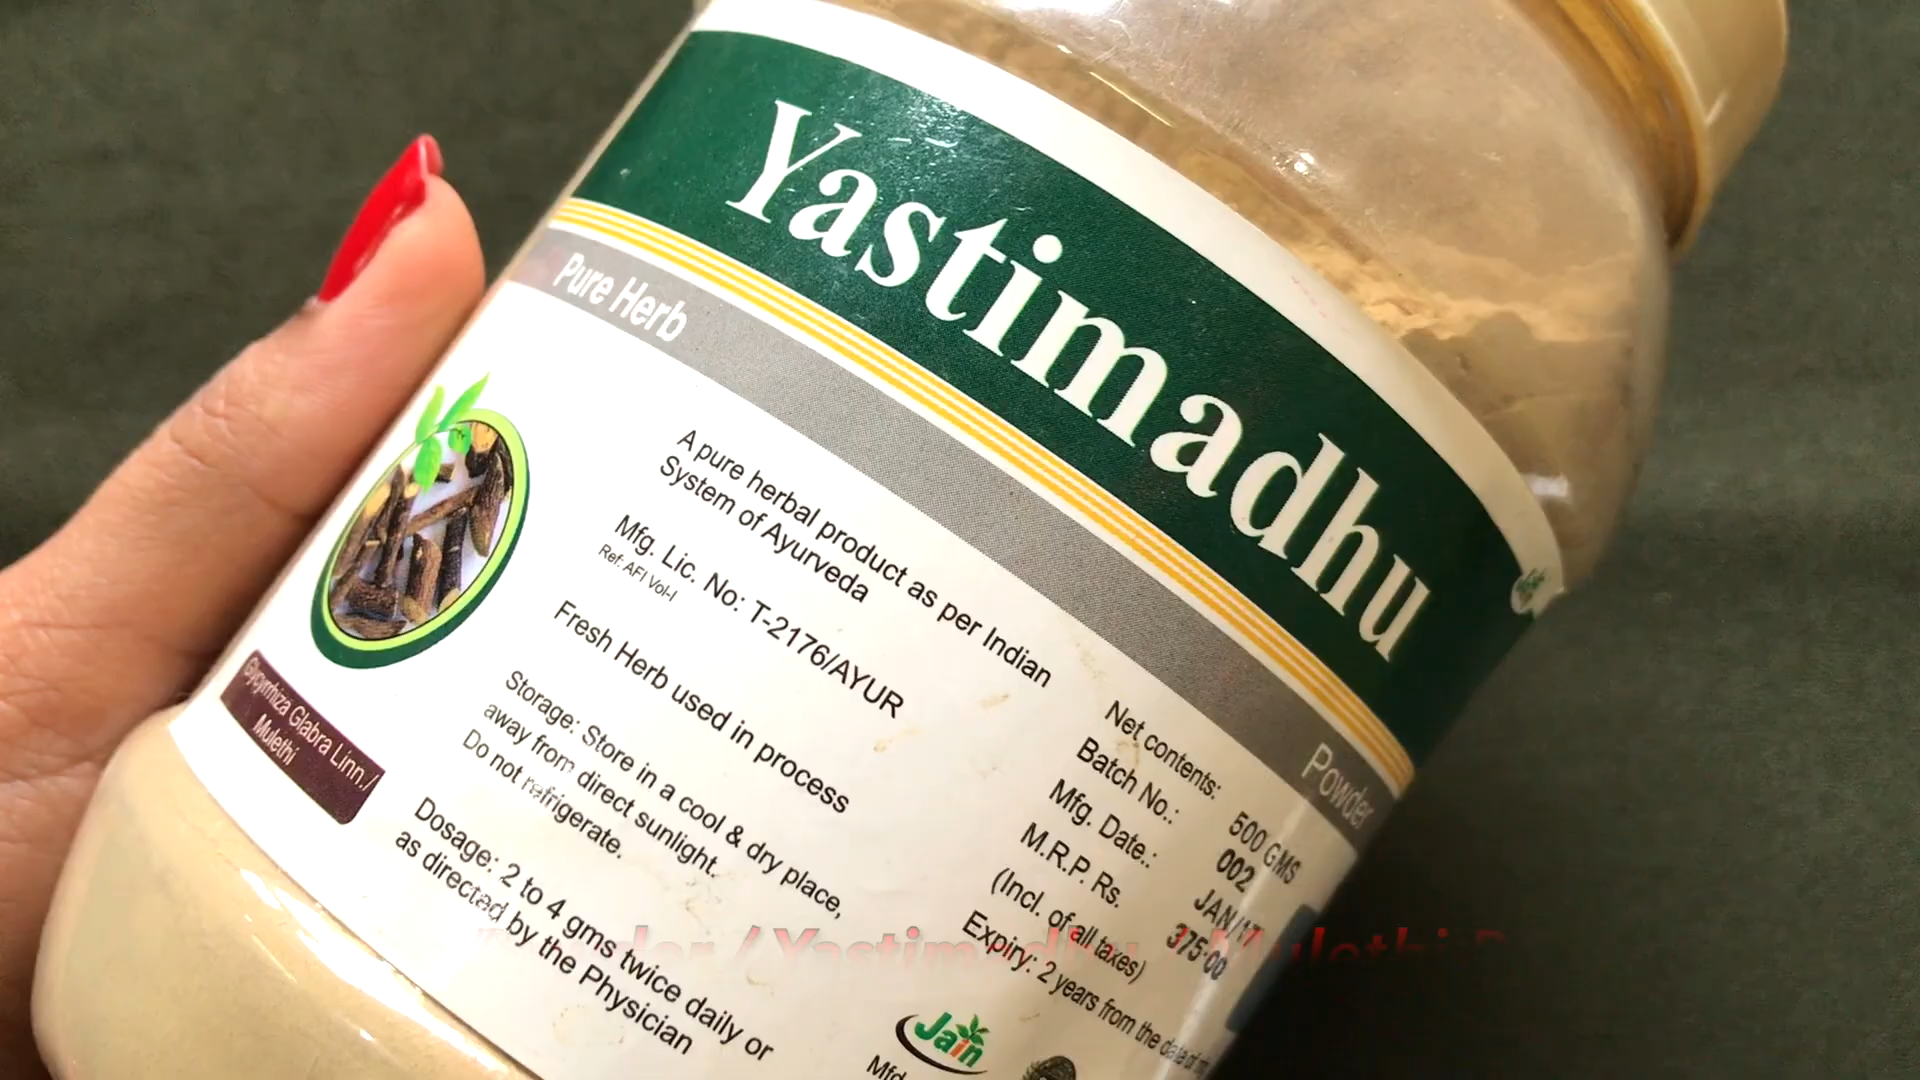 Yastimadhu
Pure Herb
Powder
A pure herbal product as per Indian
System of Ayurveda
Mfg. Lic. No: T-2176/AYUR
Ref: AFI Vol-I
Fresh Herb used in process
Storage: Store in a cool & dry place,
away from direct sunlight.
Do not refrigerate.
Dosage: 2 to 4 gms twice daily or
as directed by the Physician
Glycyrrhiza Glabra Linn./
Mulethi
Net contents: 500 GMS
Batch No.: 002
Mfg. Date.: JAN/17
M.R.P. Rs. 375.00
(Incl. of all taxes)
Expiry: 2 years from the date of
Jain
Mfd
/ Yastimadhu Mulethi